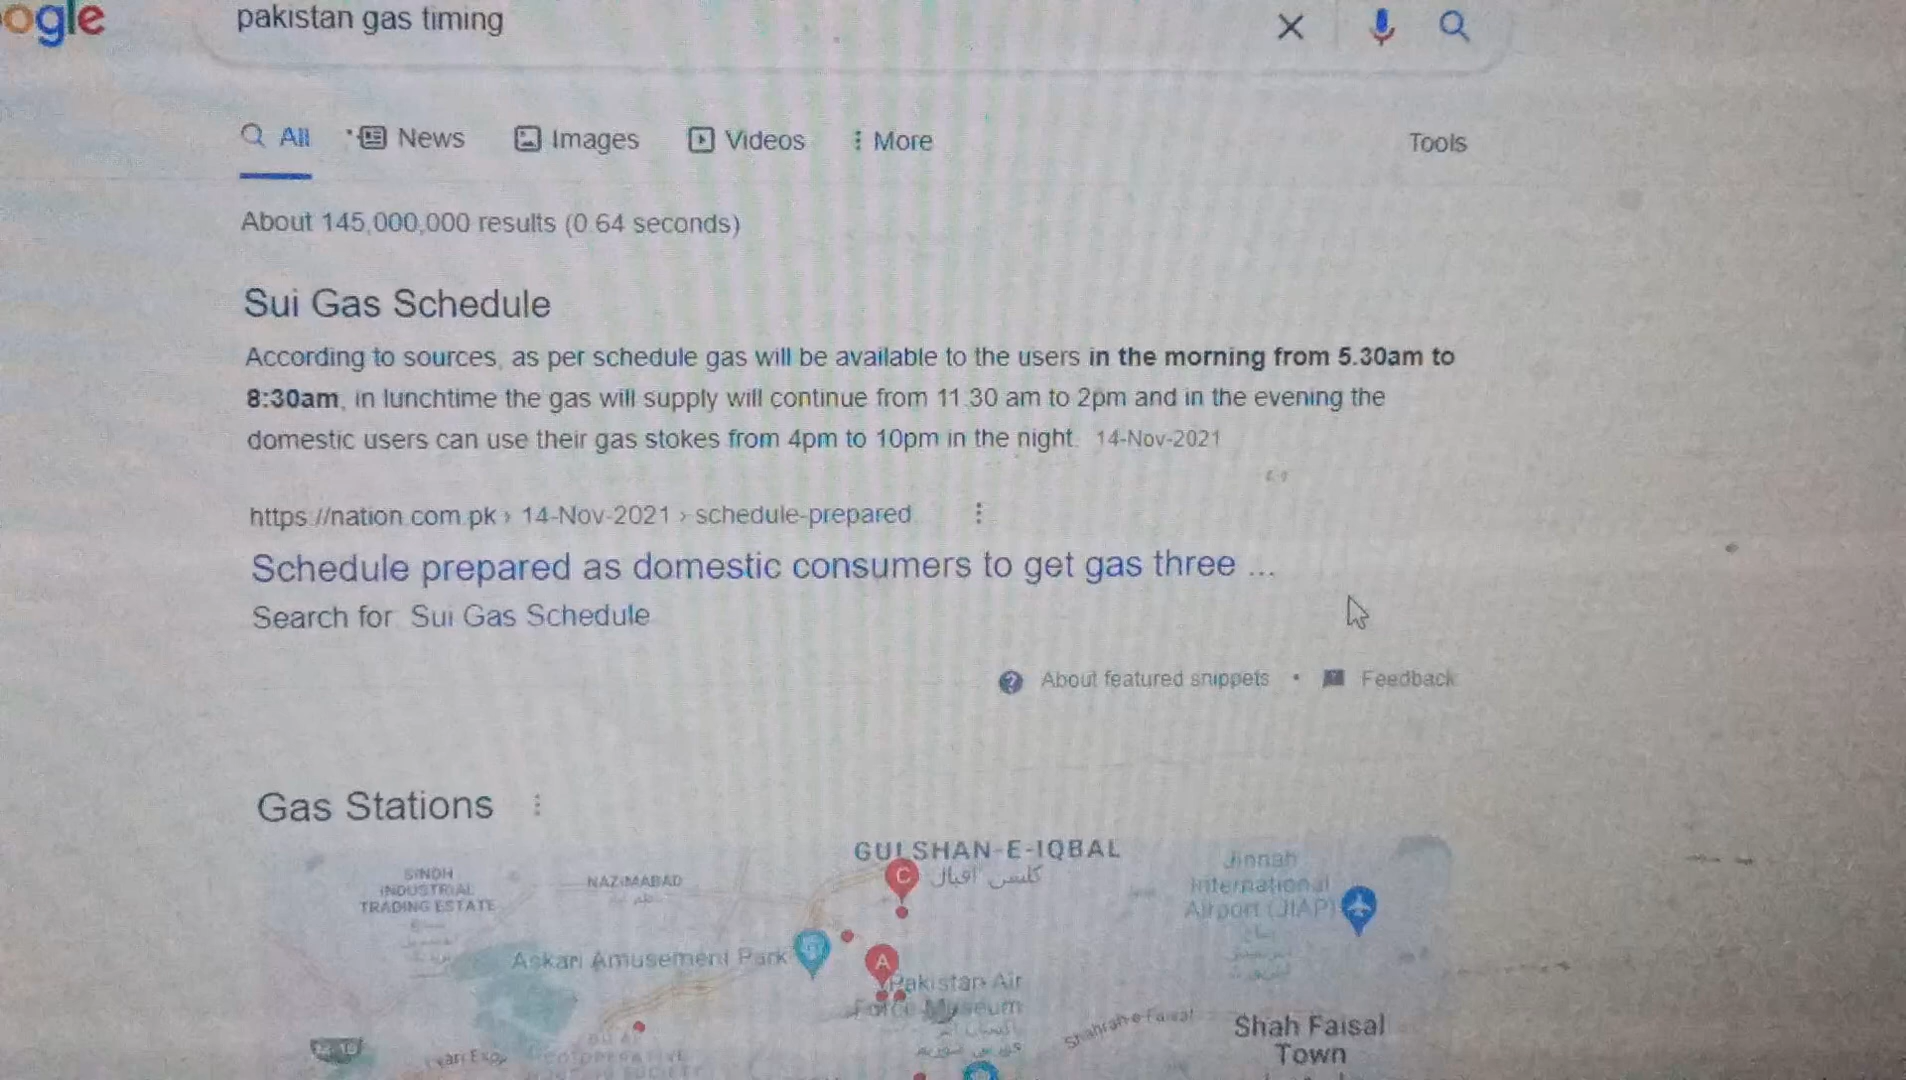 ogle
pakistan gas timing
All News Images Videos More Tools
About 145,000,000 results (0.64 seconds)
Sui Gas Schedule
According to sources, as per schedule gas will be available to the users in the morning from 5.30am to
8:30am, in lunchtime the gas will supply will continue from 11.30 am to 2pm and in the evening the
domestic users can use their gas stokes from 4pm to 10pm in the night. 14-Nov-2021
https://nation.com.pk › 14-Nov-2021 › schedule-prepared
Schedule prepared as domestic consumers to get gas three ...
Search for: Sui Gas Schedule
About featured snippets • Feedback
Gas Stations
GULSHAN-E-IQBAL
C گلشن اقبال
Jinnah
International
Airport (JIAP)
SINDH
INDUSTRIAL
TRADING ESTATE
NAZIMABAD
Askari Amusement Park
A
Pakistan Air
Force Museum
Shahrah-e-Faisal
Shah Faisal
Town